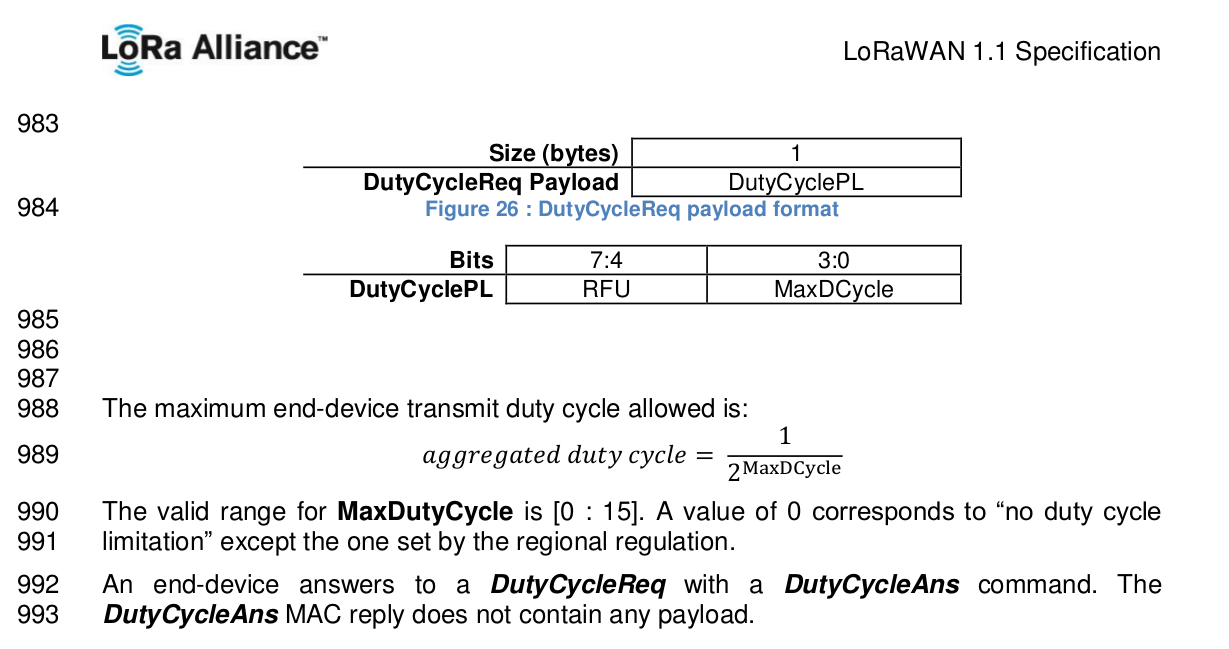 LoRa Alliance™ LoRaWAN 1.1 Specification
983
Size (bytes) 1
DutyCycleReq Payload DutyCyclePL
984 Figure 26 : DutyCycleReq payload format
Bits 7:4 3:0
DutyCyclePL RFU MaxDCycle
985
986
987
988 The maximum end-device transmit duty cycle allowed is:
989 aggregated duty cycle = 1 / 2^MaxDCycle
990 The valid range for MaxDutyCycle is [0 : 15]. A value of 0 corresponds to “no duty cycle
991 limitation” except the one set by the regional regulation.
992 An end-device answers to a DutyCycleReq with a DutyCycleAns command. The
993 DutyCycleAns MAC reply does not contain any payload.